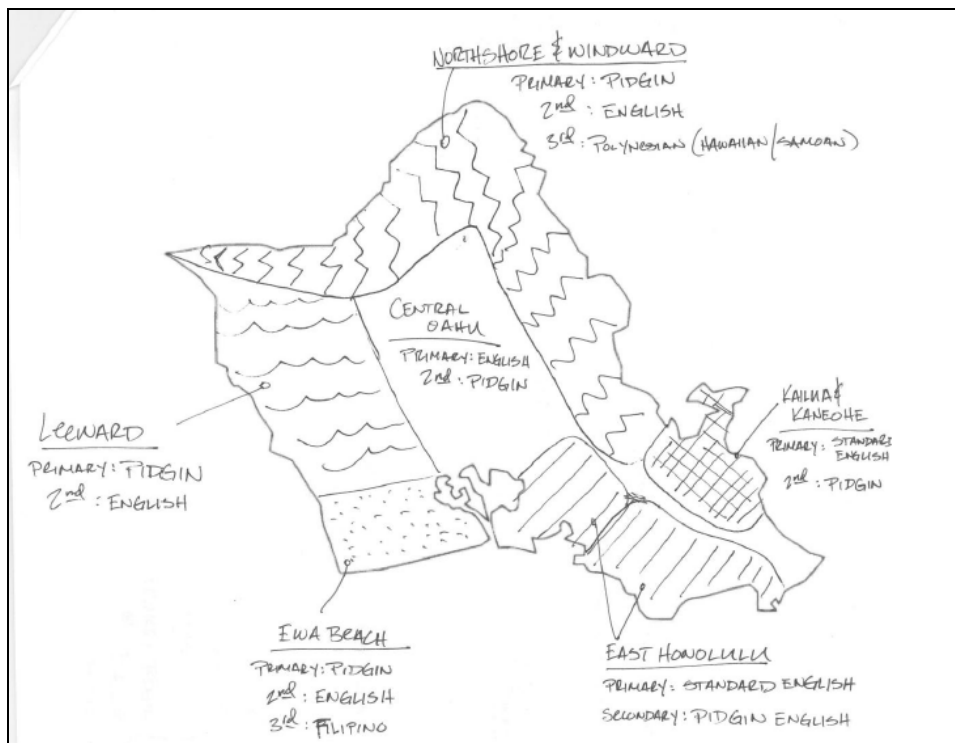 NORTHSHORE & WINDWARD
PRIMARY: PIDGIN
2nd: ENGLISH
3rd: POLYNESIAN (HAWAIIAN/SAMOAN)
CENTRAL
OAHU
PRIMARY: ENGLISH
2nd: PIDGIN
KAILUA &
KANEOHE
PRIMARY: STANDARD
ENGLISH
2nd: PIDGIN
LEEWARD
PRIMARY: PIDGIN
2nd: ENGLISH
EWA BEACH
PRIMARY: PIDGIN
2nd: ENGLISH
3rd: FILIPINO
EAST HONOLULU
PRIMARY: STANDARD ENGLISH
SECONDARY: PIDGIN ENGLISH